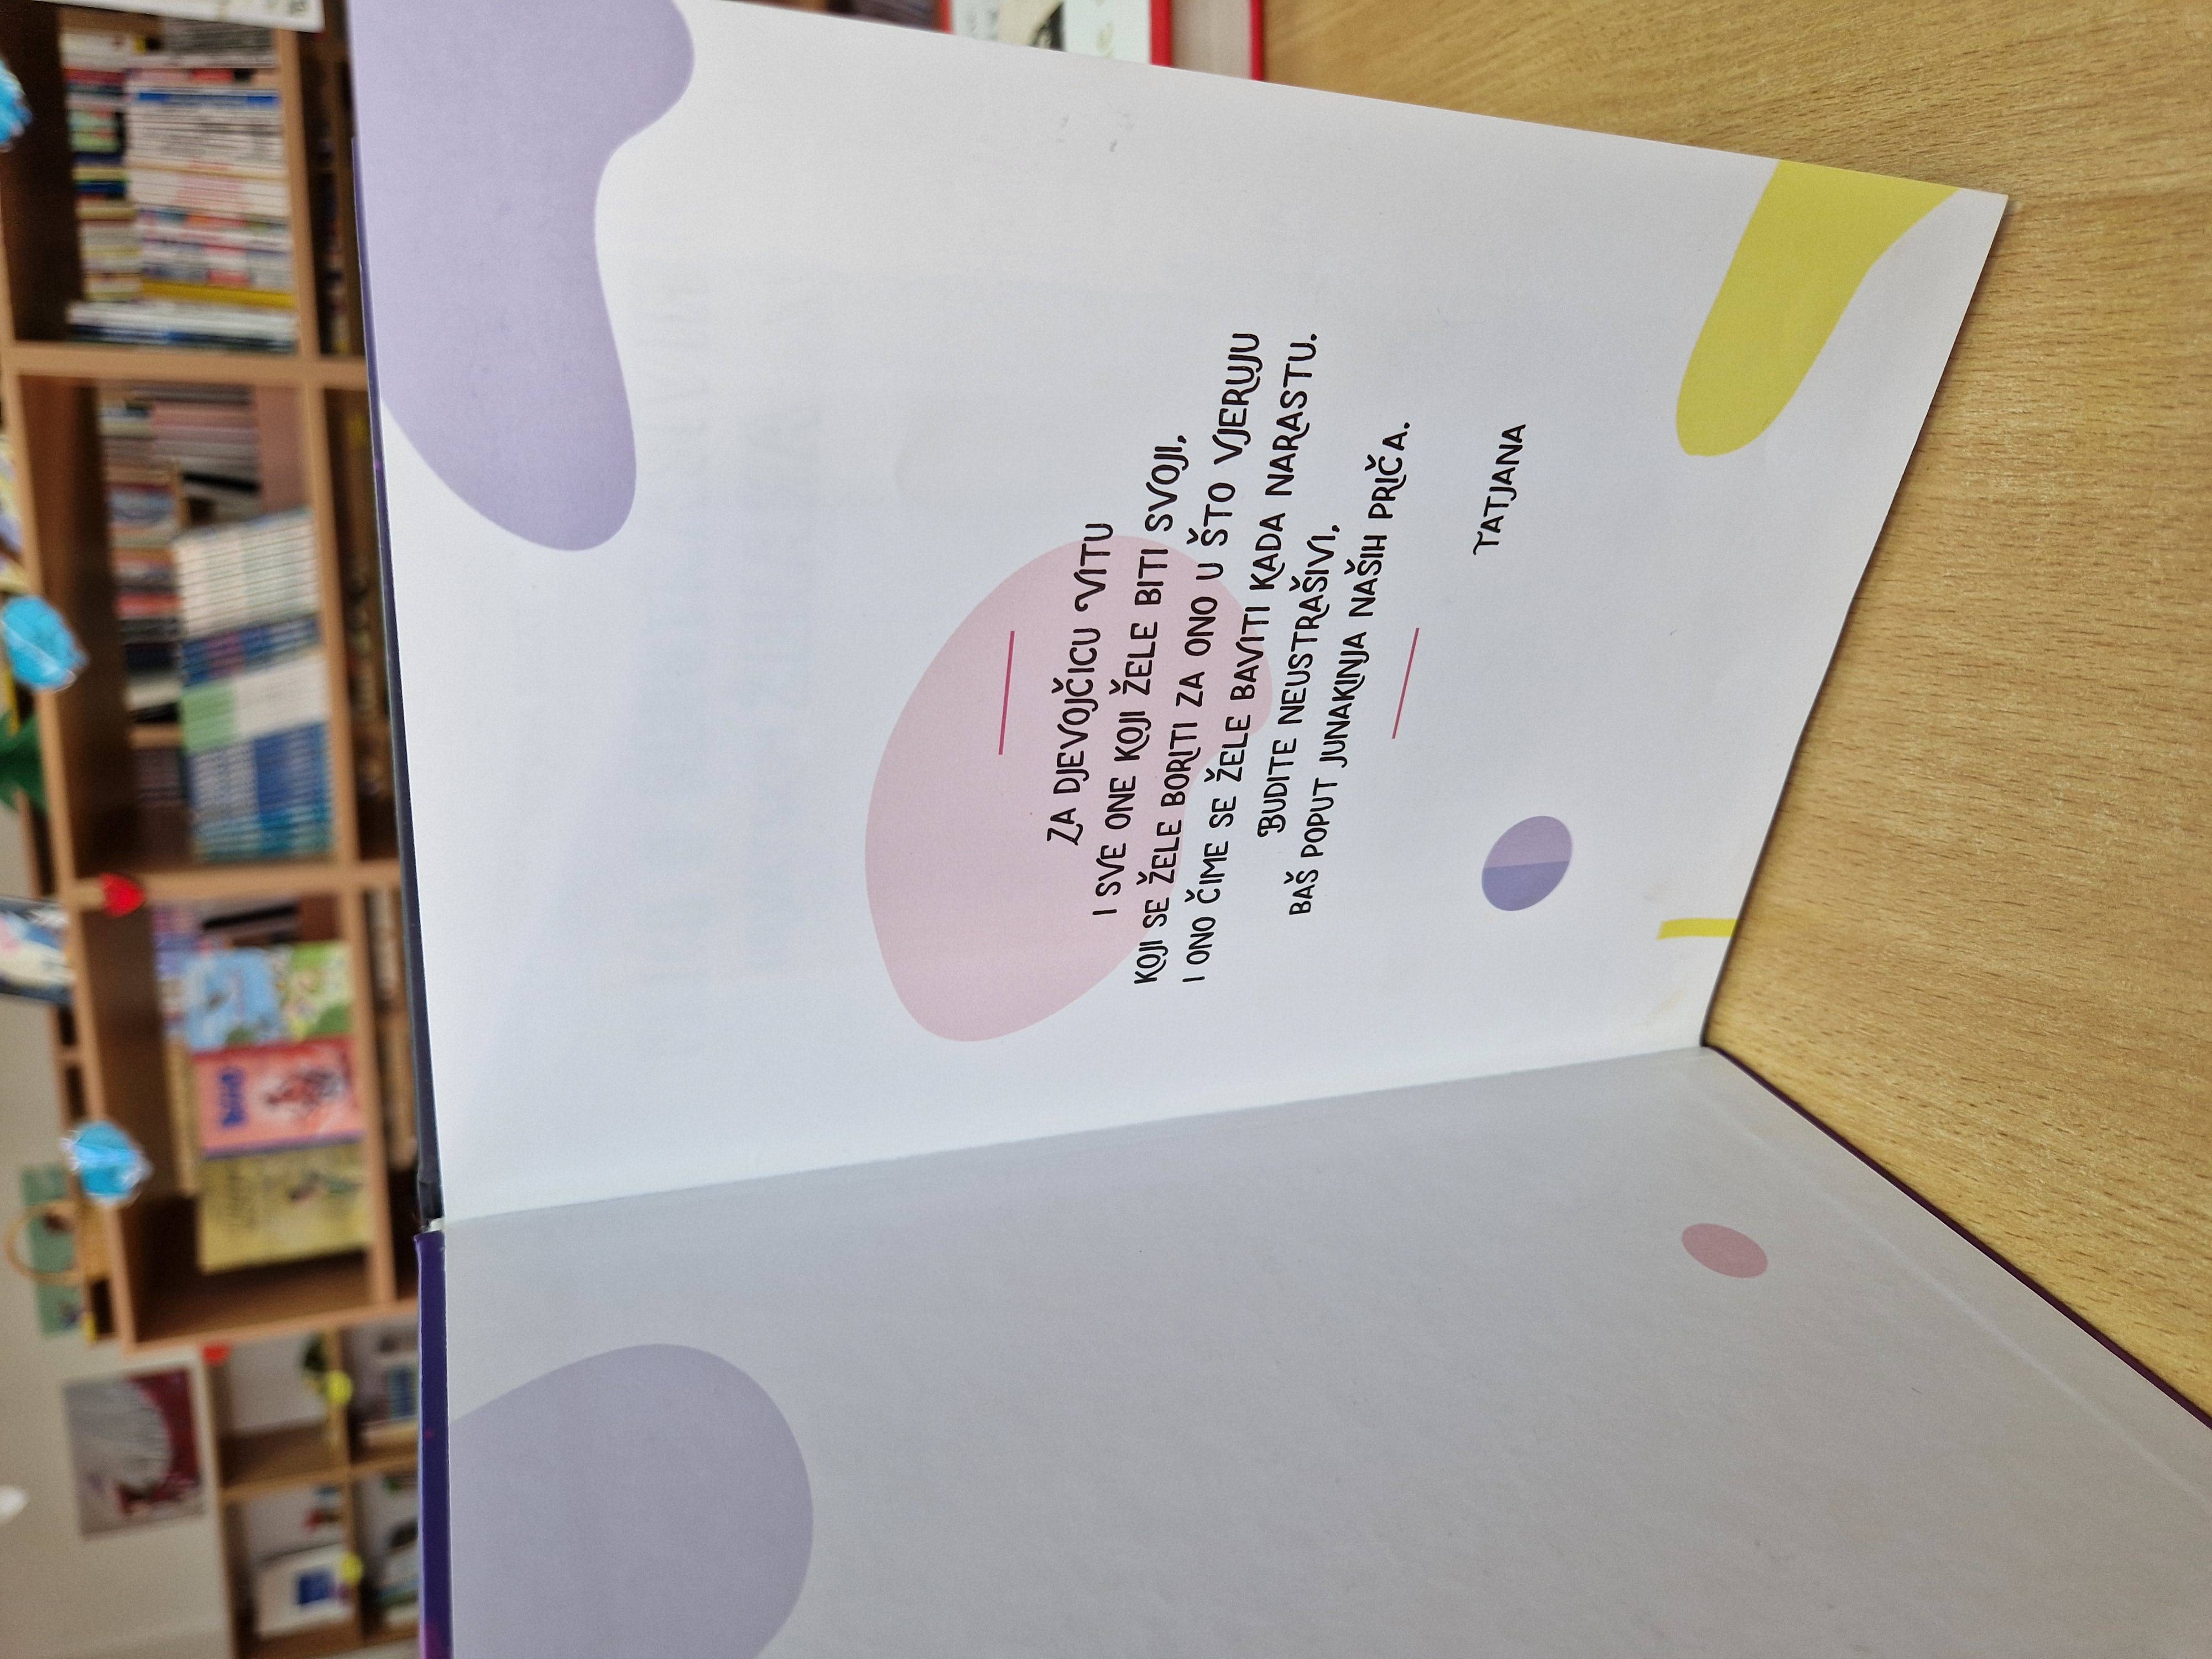 ZA DJEVOJČICU VITU
I SVE ONE KOJI ŽELE BITI SVOJI,
KOJI SE ŽELE BORITI ZA ONO U ŠTO VJERUJU
I ONO ČIME SE ŽELE BAVITI KADA NARASTU.
BUDITE NEUSTRAŠIVI,
BAŠ POPUT JUNAKINJA NAŠIH PRIČA.
TATJANA